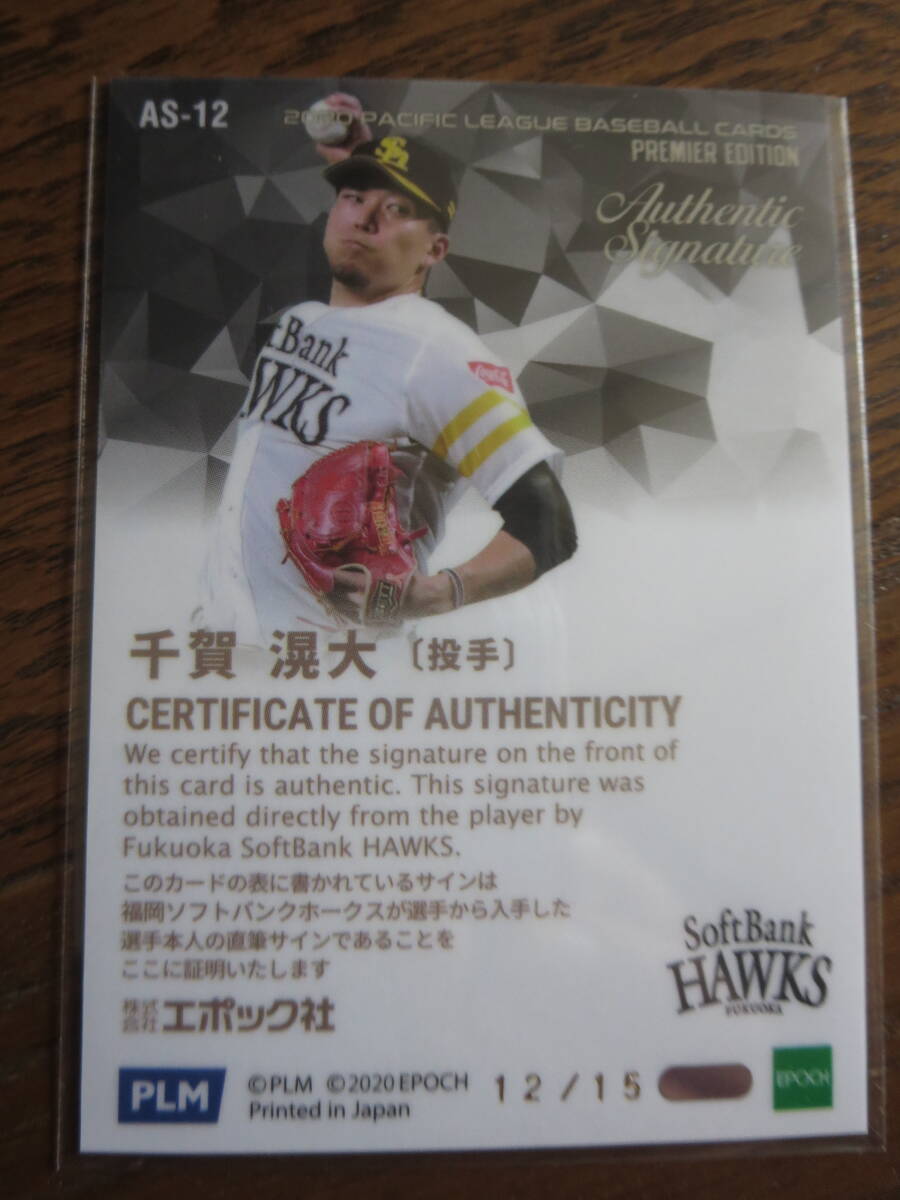 AS-12
2020 PACIFIC LEAGUE BASEBALL CARDS
PREMIER EDITION
Authentic
Signature
SH
tBank
WKS
Coca-Cola
千賀 滉大〔投手〕
CERTIFICATE OF AUTHENTICITY
We certify that the signature on the front of
this card is authentic. This signature was
obtained directly from the player by
Fukuoka SoftBank HAWKS.
このカードの表に書かれているサインは
福岡ソフトバンクホークスが選手から入手した
選手本人の直筆サインであることを
ここに証明いたします
株式会社エポック社
SoftBank
HAWKS
FUKUOKA
PLM
©PLM ©2020 EPOCH
Printed in Japan
12/15
EPOCH